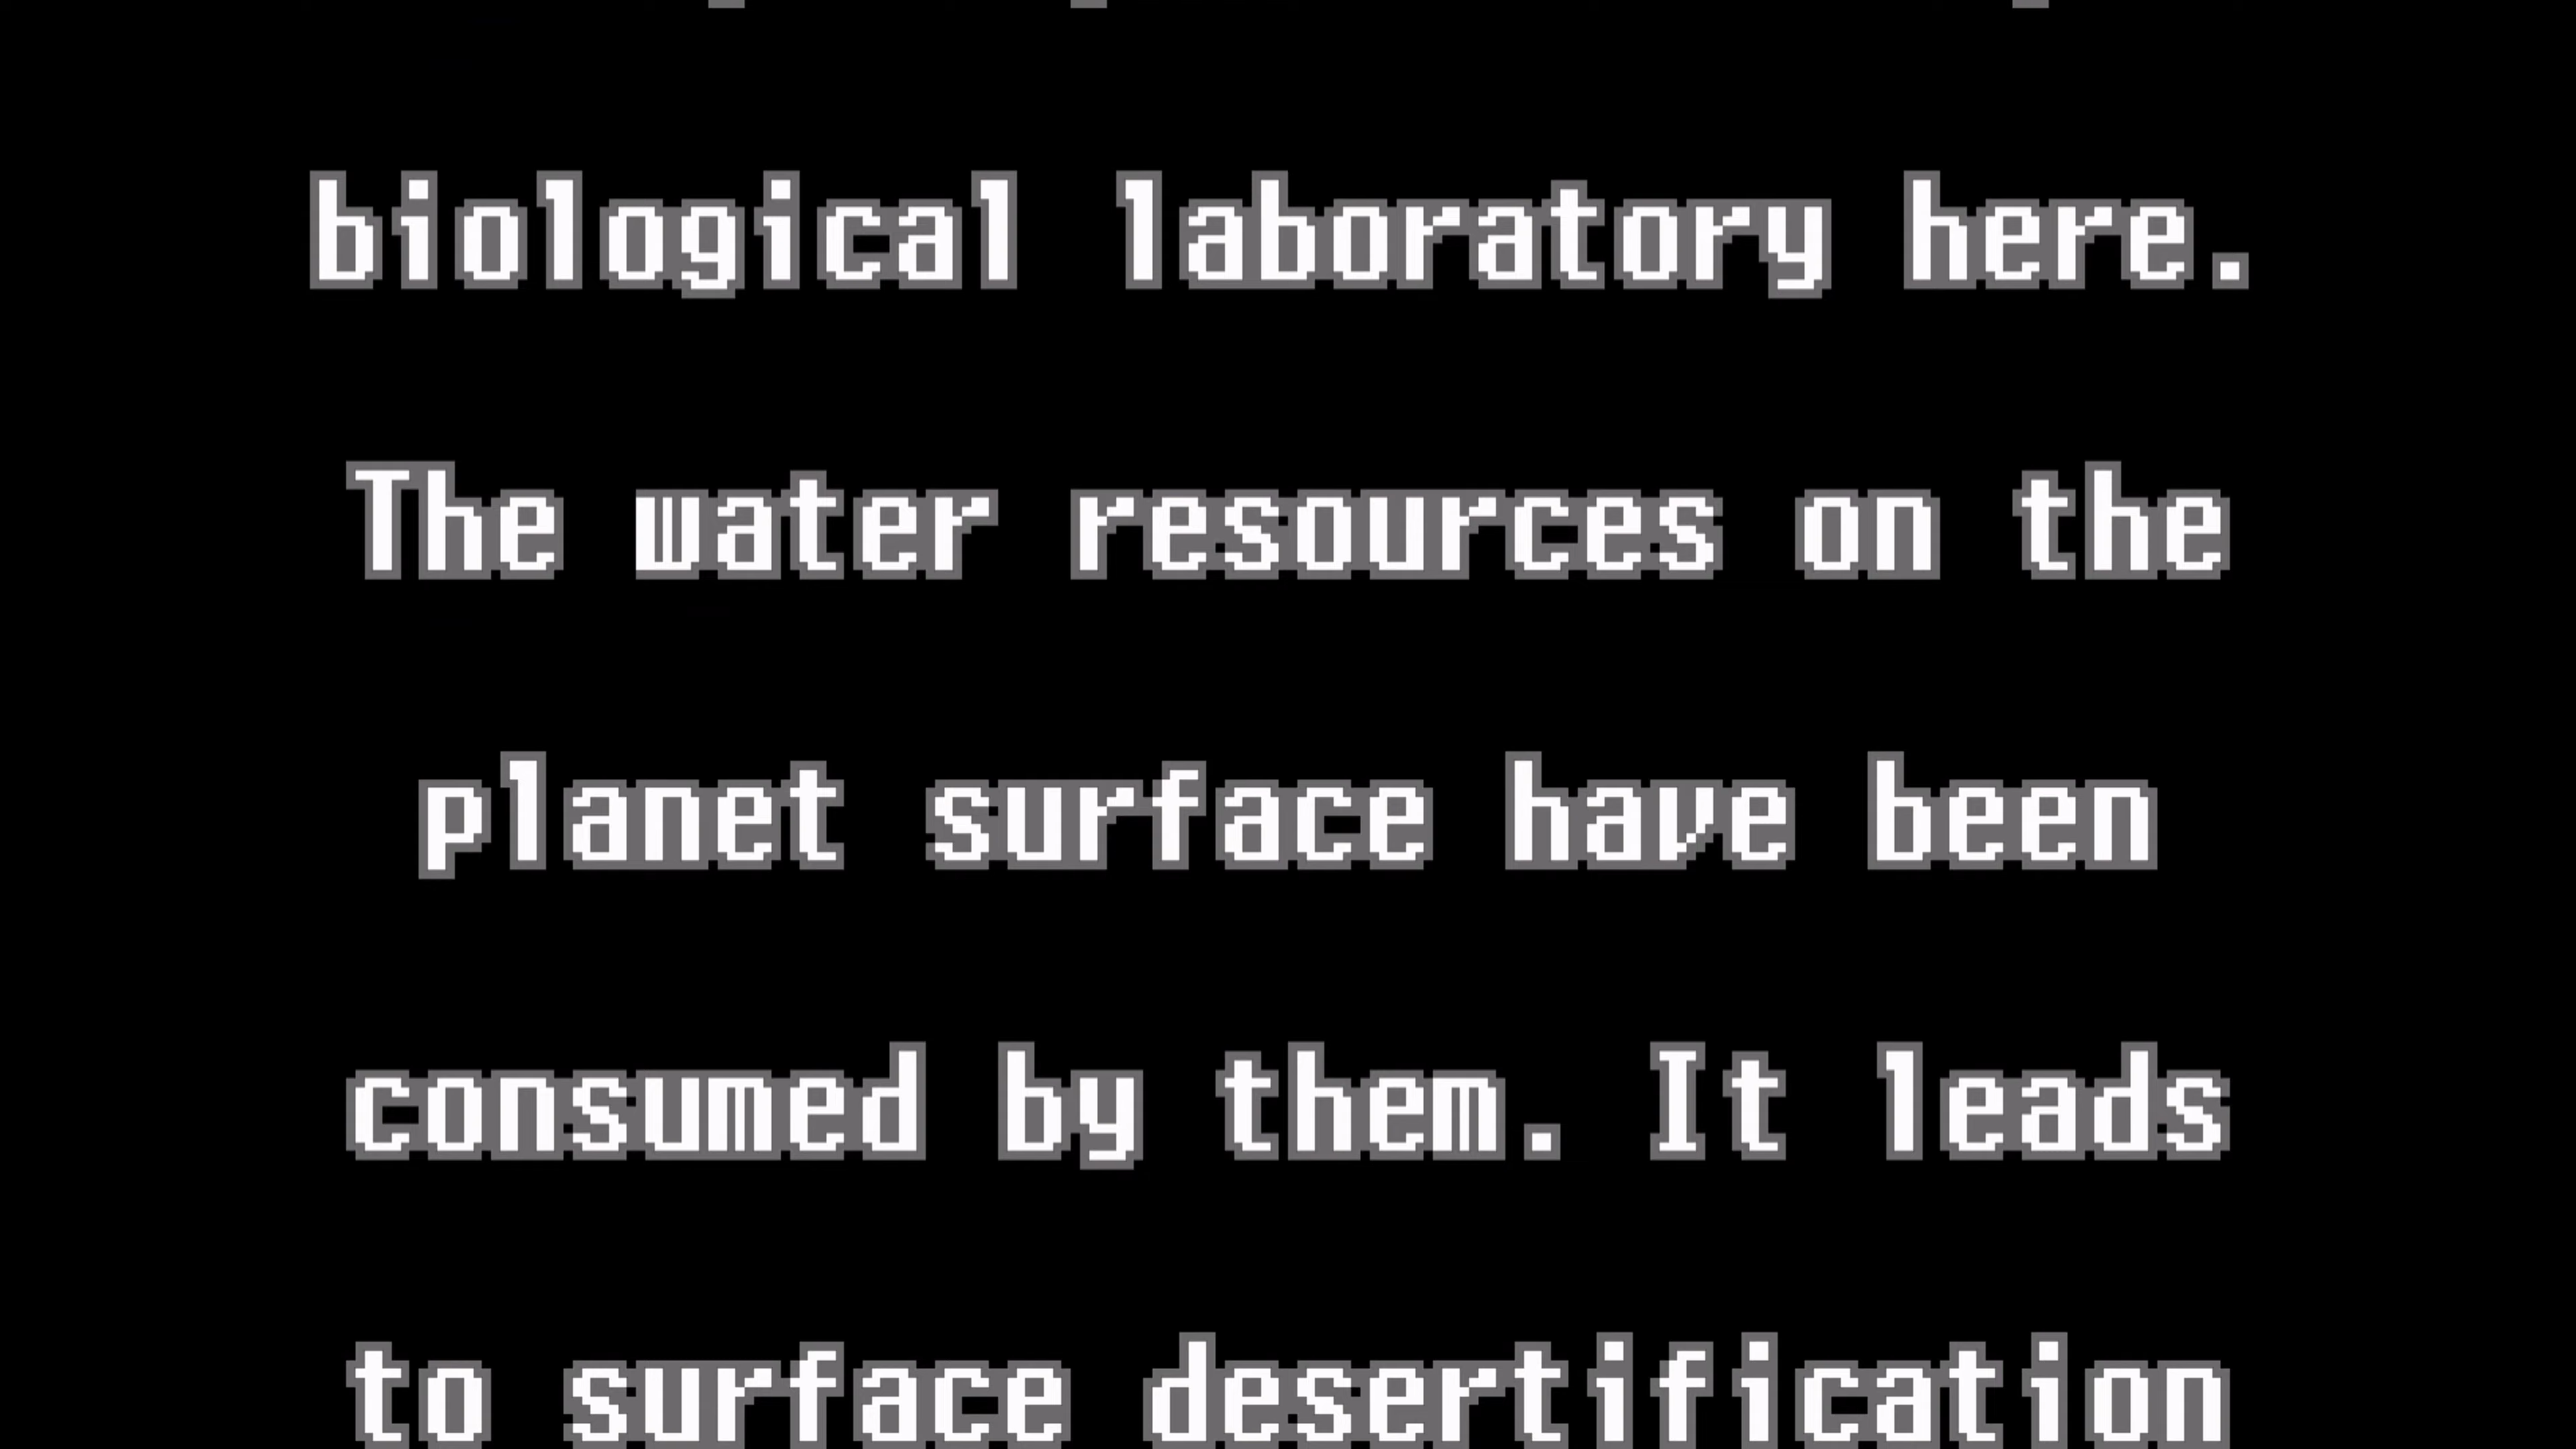 biological laboratory here.
The water resources on the
planet surface have been
consumed by them. It leads
to surface desertification